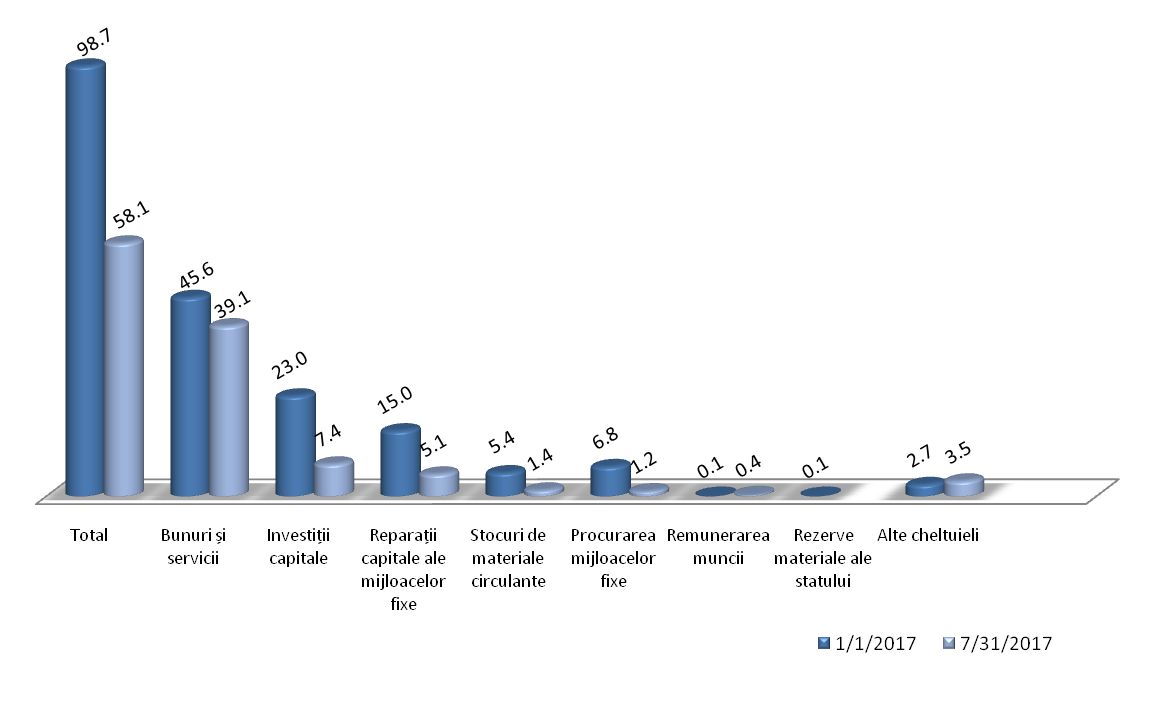 98.7
58.1
45.6
39.1
23.0
7.4
15.0
5.1
5.4
1.4
6.8
1.2
0.1
0.4
0.1
2.7
3.5
Total
Bunuri și
servicii
Investiții
capitale
Reparații
capitale ale
mijloacelor
fixe
Stocuri de
materiale
circulante
Procurarea
mijloacelor
fixe
Remunerarea
muncii
Rezerve
materiale ale
statului
Alte cheltuieli
1/1/2017
7/31/2017